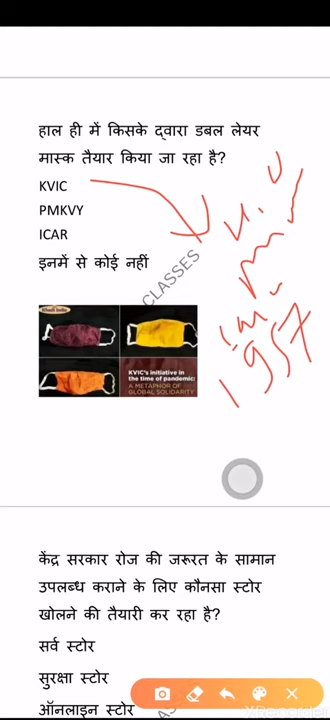 हाल ही में किसके द्वारा डबल लेयर
मास्क तैयार किया जा रहा है?
KVIC
PMKVY
ICAR
इनमें से कोई नहीं
CLASSES
Khadi India
KVIC's initiative in
the time of pandemic:
A METAPHOR OF
GLOBAL SOLIDARITY
1957
केंद्र सरकार रोज की जरूरत के सामान
उपलब्ध कराने के लिए कौनसा स्टोर
खोलने की तैयारी कर रहा है?
सर्व स्टोर
सुरक्षा स्टोर
ऑनलाइन स्टोर